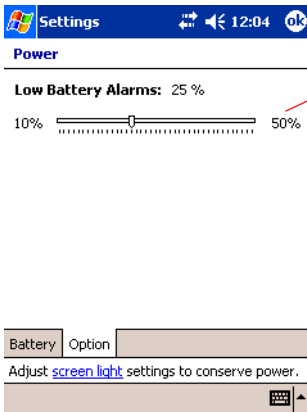 Settings 12:04 ok
Power
Low Battery Alarms: 25 %
10% 50%
Battery Option
Adjust screen light settings to conserve power.